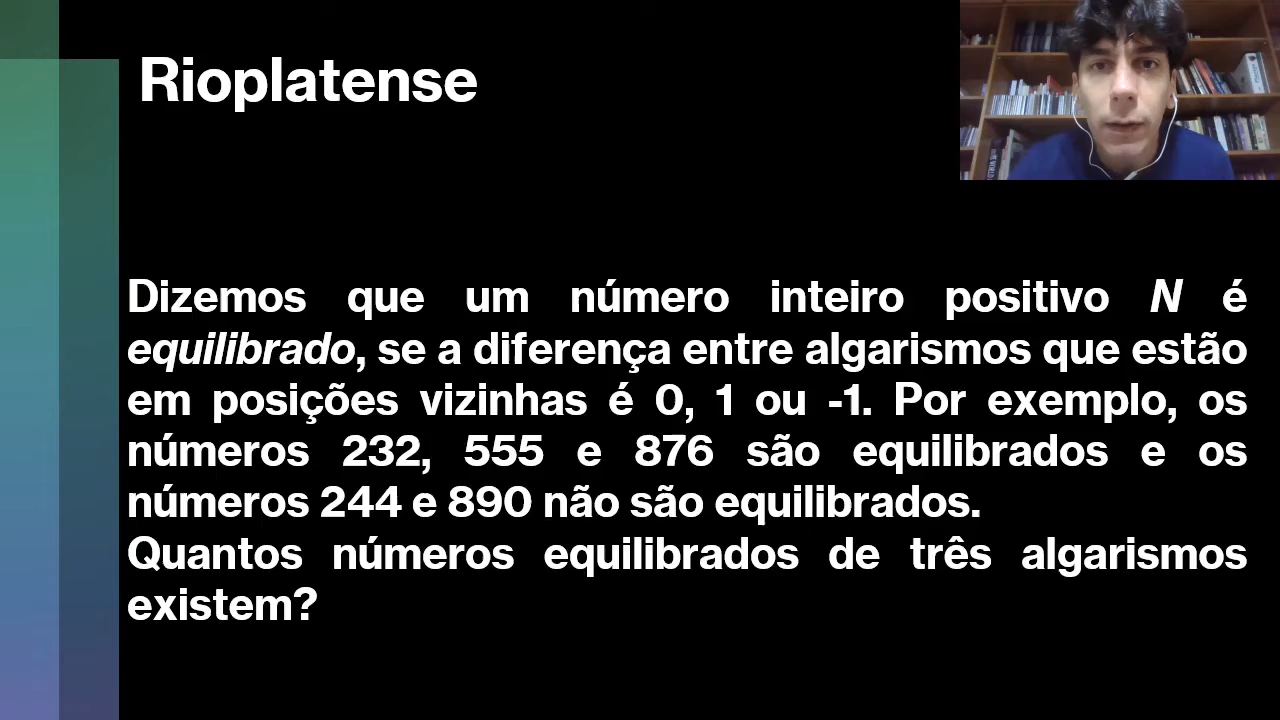 Rioplatense
Dizemos que um número inteiro positivo N é
equilibrado, se a diferença entre algarismos que estão
em posições vizinhas é 0, 1 ou -1. Por exemplo, os
números 232, 555 e 876 são equilibrados e os
números 244 e 890 não são equilibrados.
Quantos números equilibrados de três algarismos
existem?